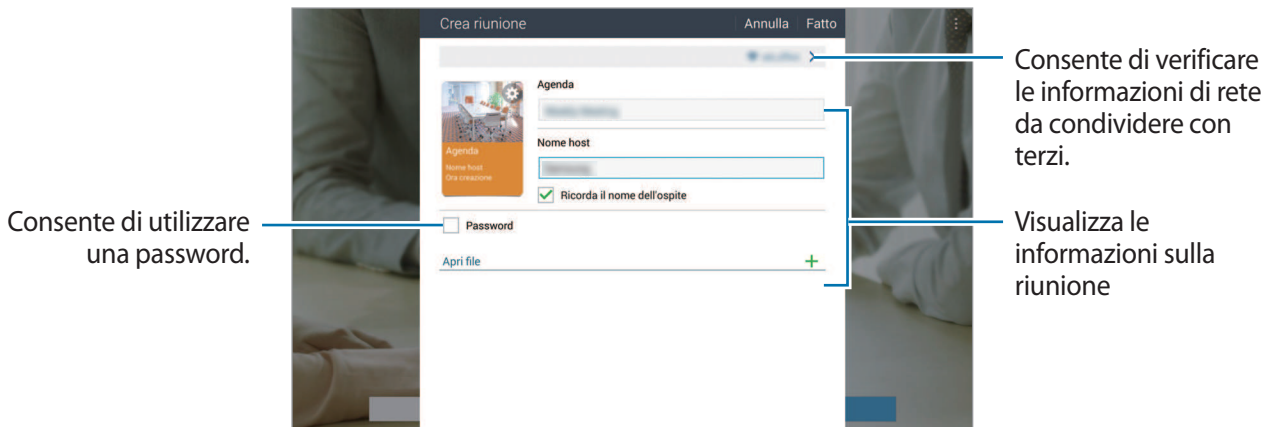 Crea riunione
Annulla
Fatto
Consente di verificare
le informazioni di rete
da condividere con
terzi.
Agenda
Nome host
Agenda
Nome host
Ora creazione
Ricorda il nome dell'ospite
Consente di utilizzare
una password.
Password
Visualizza le
informazioni sulla
riunione
Apri file